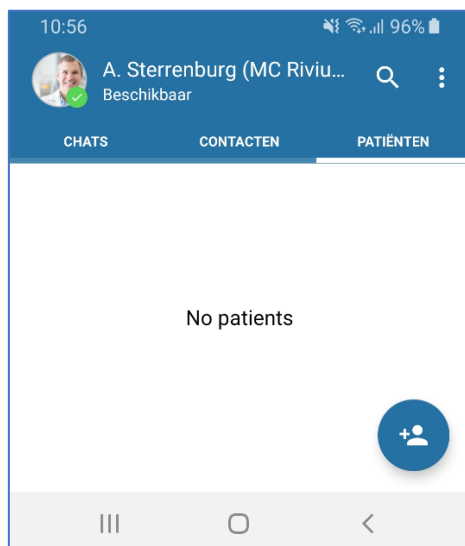 10:56 96%
A. Sterrenburg (MC Riviu...
Beschikbaar
CHATS CONTACTEN PATIËNTEN
No patients